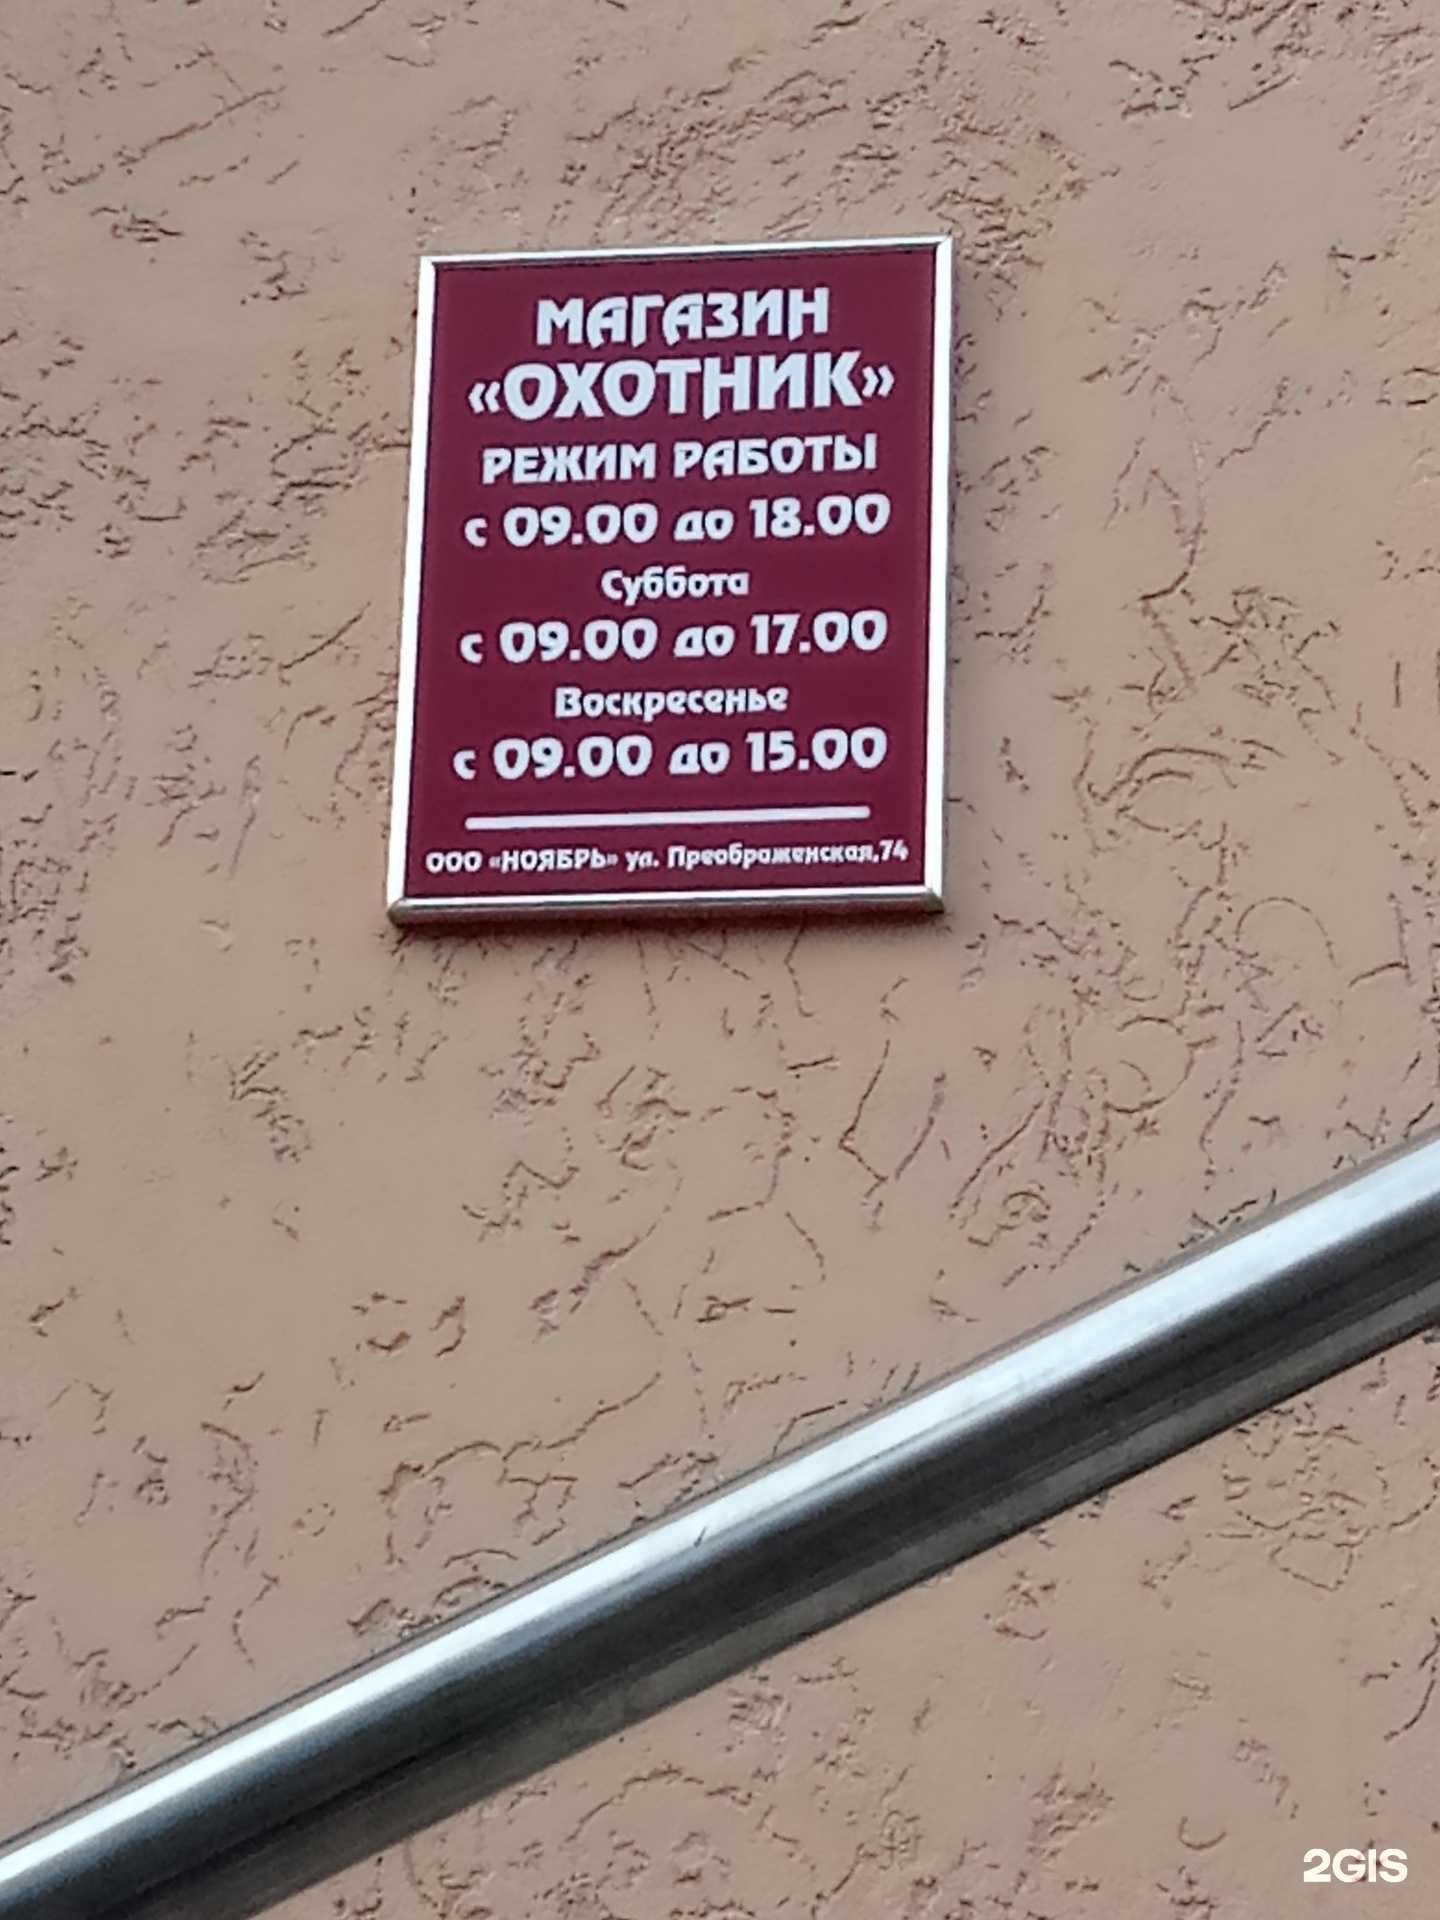 МАГАЗИН
«ОХОТНИК»
РЕЖИМ РАБОТЫ
с 09.00 до 18.00
Суббота
с 09.00 до 17.00
Воскресенье
с 09.00 до 15.00
ООО «НОЯБРЬ» ул. Преображенская,74
2GIS